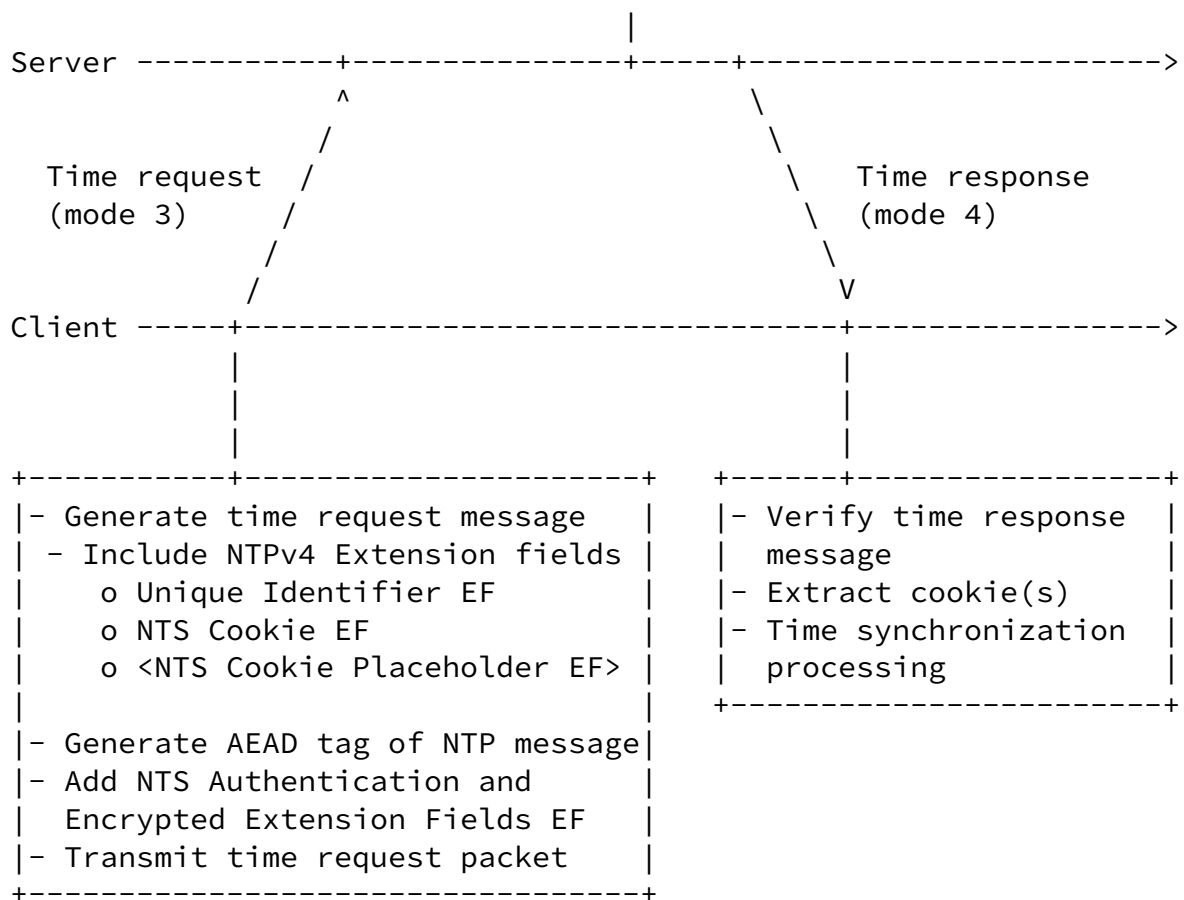 Server
Time request
Time response
(mode 3)
(mode 4)
Client
- Generate time request message
- Include NTPv4 Extension fields
o Unique Identifier EF
o NTS Cookie EF
o <NTS Cookie Placeholder EF>
- Generate AEAD tag of NTP message
- Add NTS Authentication and
Encrypted Extension Fields EF
- Transmit time request packet
- Verify time response
message
- Extract cookie(s)
- Time synchronization
processing